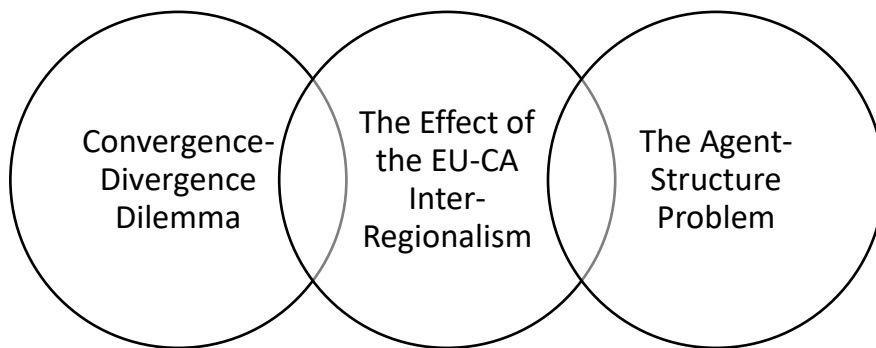 Convergence-
Divergence
Dilemma
The Effect of
the EU-CA
Inter-
Regionalism
The Agent-
Structure
Problem